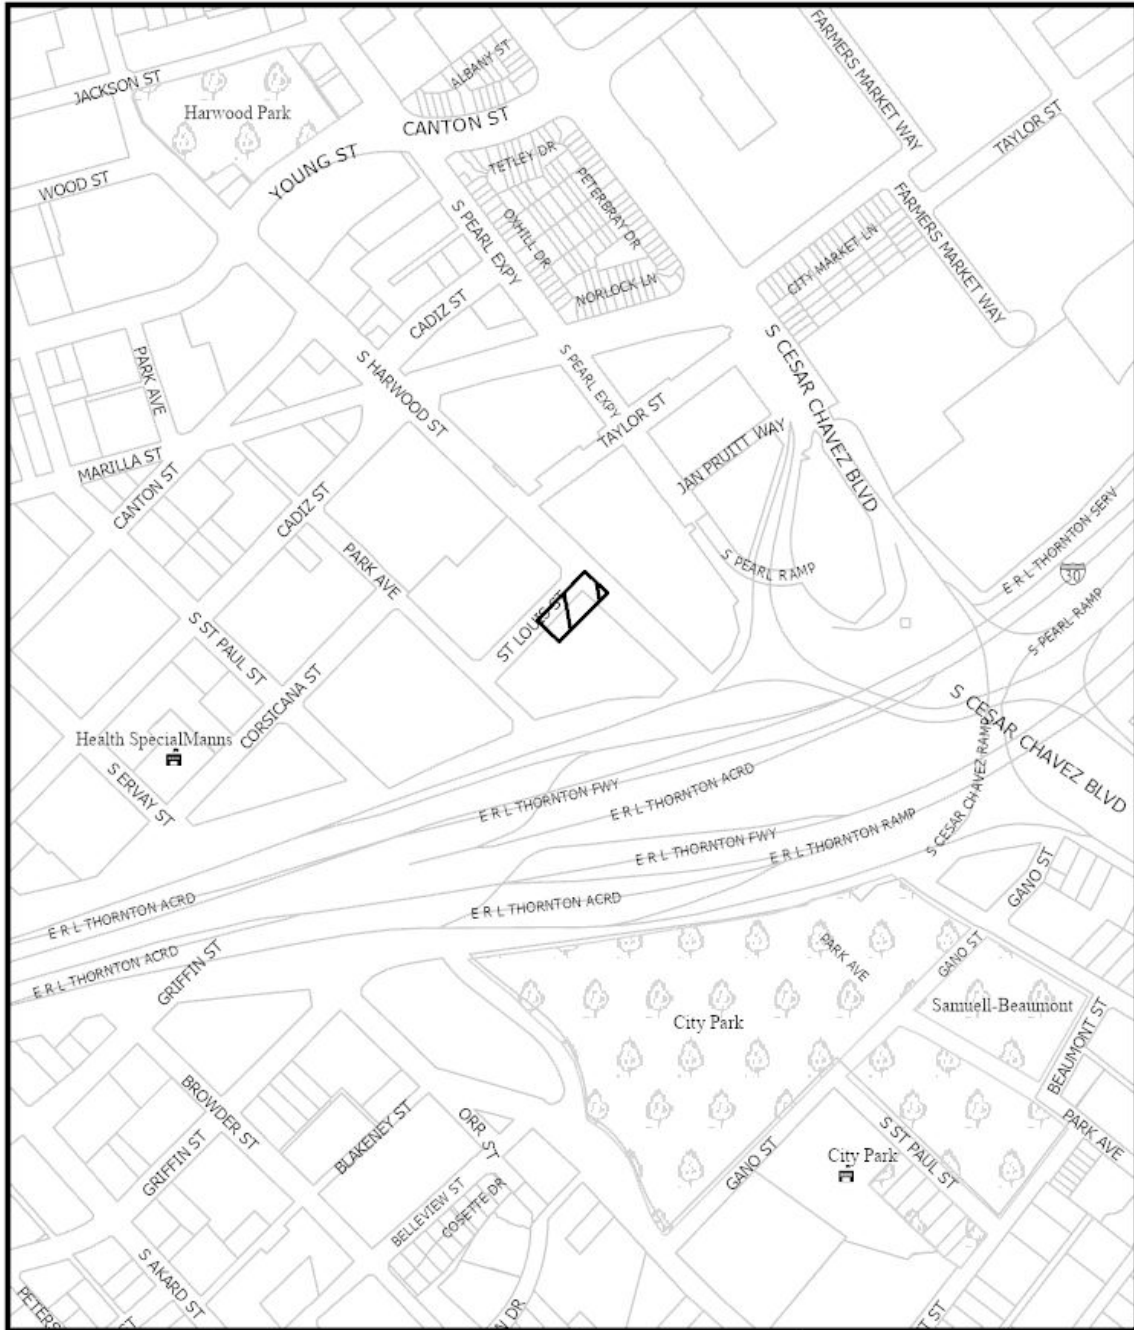 FARMERS MARKET WAY
ALBANY ST
JACKSON ST
Harwood Park
CANTON ST
TAYLOR ST
YOUNG ST
TETLEY DR
WOOD ST
PETERBRAY DR
FARMERS MARKET WAY
S PEARL EXPY
OXHILL DR
CITY MARKET LN
NORLOCK LN
CADIZ ST
S CESAR CHAVEZ BLVD
PARK AVE
S HARWOOD ST
S PEARL EXPY
TAYLOR ST
JAN PRUITT WAY
MARILLA ST
CANTON ST
CADIZ ST
E R L THORNTON SERV
PARK AVE
S PEARL RAMP
30
ST LOUIS ST
S PEARL RAMP
S ST PAUL ST
CORSICANA ST
S CESAR CHAVEZ BLVD
Health SpecialManns
S CESAR CHAVEZ RAMP
S ERVAY ST
E R L THORNTON FWY
E R L THORNTON ACRD
E R L THORNTON FWY
E R L THORNTON RAMP
GANO ST
E R L THORNTON ACRD
E R L THORNTON ACRD
PARK AVE
GANO ST
E R L THORNTON ACRD
GRIFFIN ST
Samuell-Beaumont
City Park
BEAUMONT ST
BROWDER ST
BLAKENEY ST
ORR ST
S ST PAUL ST
PARK AVE
GRIFFIN ST
GANO ST
City Park
BELLEVIEW ST
COSETTE DR
S AKARD ST
PETERS
ST
N DR
ST